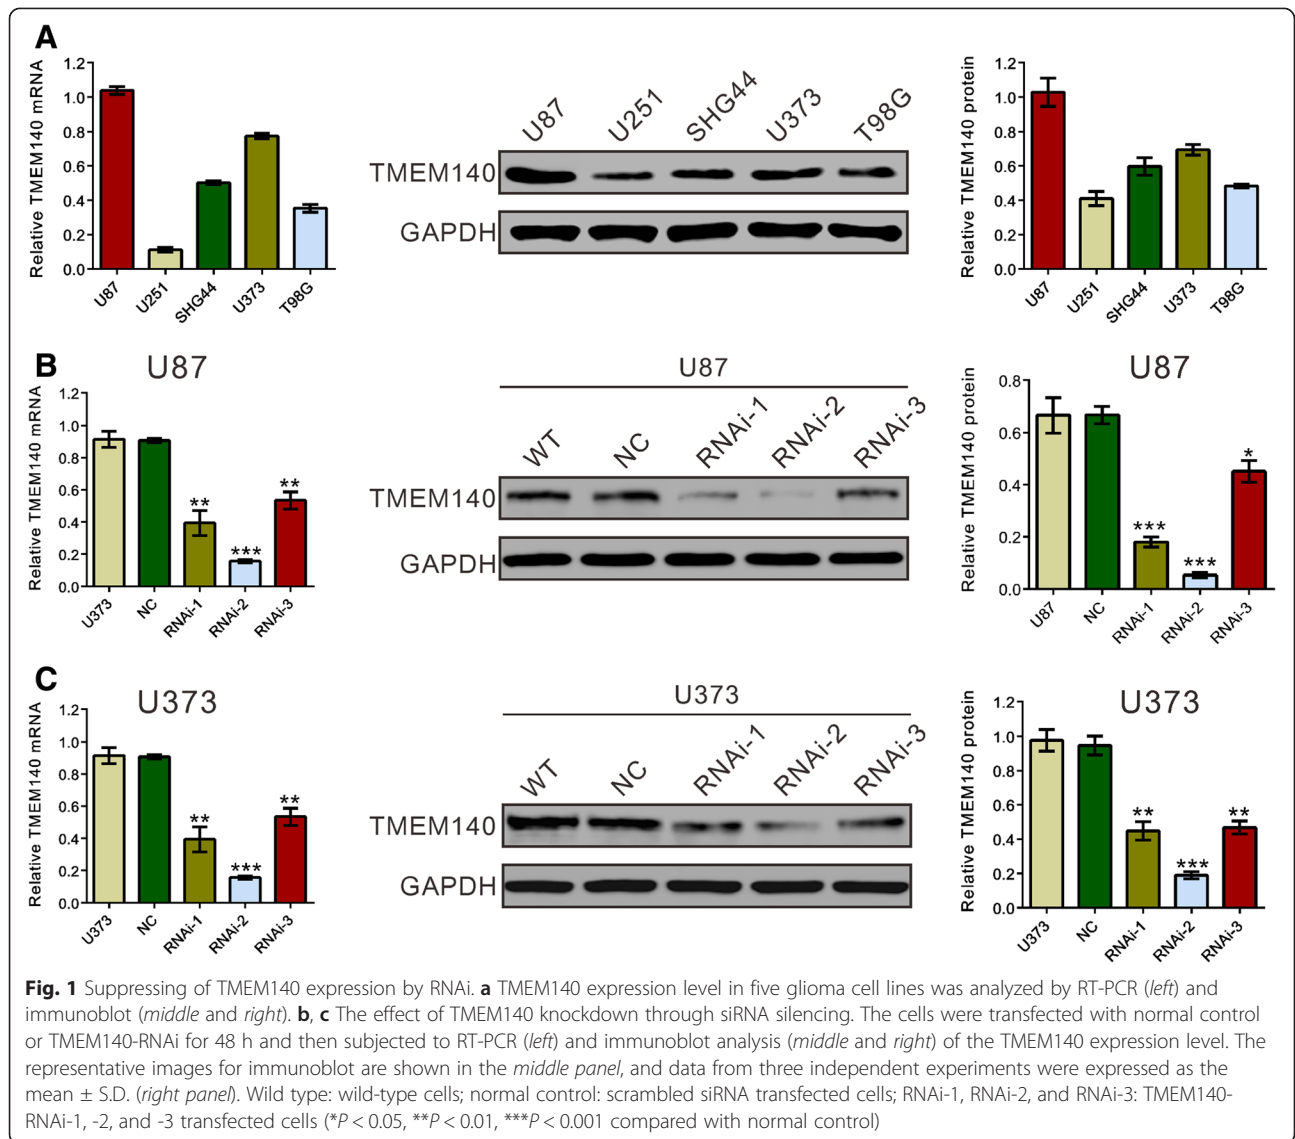 A
Relative TMEM140 mRNA
1.2
1.0
0.8
0.6
0.4
0.2
0.0
U87
U251
SHG44
U373
T98G
U87
U251
SHG44
U373
T98G
TMEM140
GAPDH
Relative TMEM140 protein
1.2
1.0
0.8
0.6
0.4
0.2
0.0
U87
U251
SHG44
U373
T98G
B
U87
Relative TMEM140 mRNA
1.2
1.0
0.8
0.6
0.4
0.2
0.0
**
***
**
U373
NC
RNAi-1
RNAi-2
RNAi-3
U87
WT
NC
RNAi-1
RNAi-2
RNAi-3
TMEM140
GAPDH
U87
Relative TMEM140 protein
0.8
0.6
0.4
0.2
0.0
***
***
*
U87
NC
RNAi-1
RNAi-2
RNAi-3
C
U373
Relative TMEM140 mRNA
1.2
1.0
0.8
0.6
0.4
0.2
0.0
**
***
**
U373
NC
RNAi-1
RNAi-2
RNAi-3
U373
WT
NC
RNAi-1
RNAi-2
RNAi-3
TMEM140
GAPDH
U373
Relative TMEM140 protein
1.2
1.0
0.8
0.6
0.4
0.2
0.0
**
***
**
U373
NC
RNAi-1
RNAi-2
RNAi-3
Fig. 1 Suppressing of TMEM140 expression by RNAi. a TMEM140 expression level in five glioma cell lines was analyzed by RT-PCR (left) and
immunoblot (middle and right). b, c The effect of TMEM140 knockdown through siRNA silencing. The cells were transfected with normal control
or TMEM140-RNAi for 48 h and then subjected to RT-PCR (left) and immunoblot analysis (middle and right) of the TMEM140 expression level. The
representative images for immunoblot are shown in the middle panel, and data from three independent experiments were expressed as the
mean ± S.D. (right panel). Wild type: wild-type cells; normal control: scrambled siRNA transfected cells; RNAi-1, RNAi-2, and RNAi-3: TMEM140-
RNAi-1, -2, and -3 transfected cells (*P < 0.05, **P < 0.01, ***P < 0.001 compared with normal control)